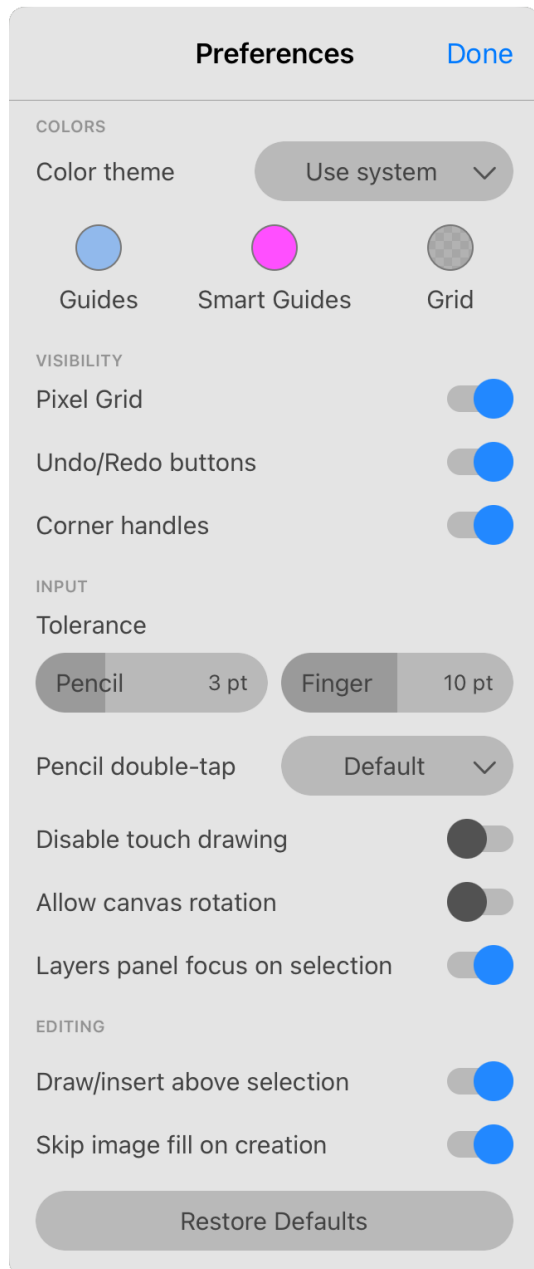 Preferences Done
COLORS
Color theme Use system
Guides Smart Guides Grid
VISIBILITY
Pixel Grid
Undo/Redo buttons
Corner handles
INPUT
Tolerance
Pencil 3 pt Finger 10 pt
Pencil double-tap Default
Disable touch drawing
Allow canvas rotation
Layers panel focus on selection
EDITING
Draw/insert above selection
Skip image fill on creation
Restore Defaults